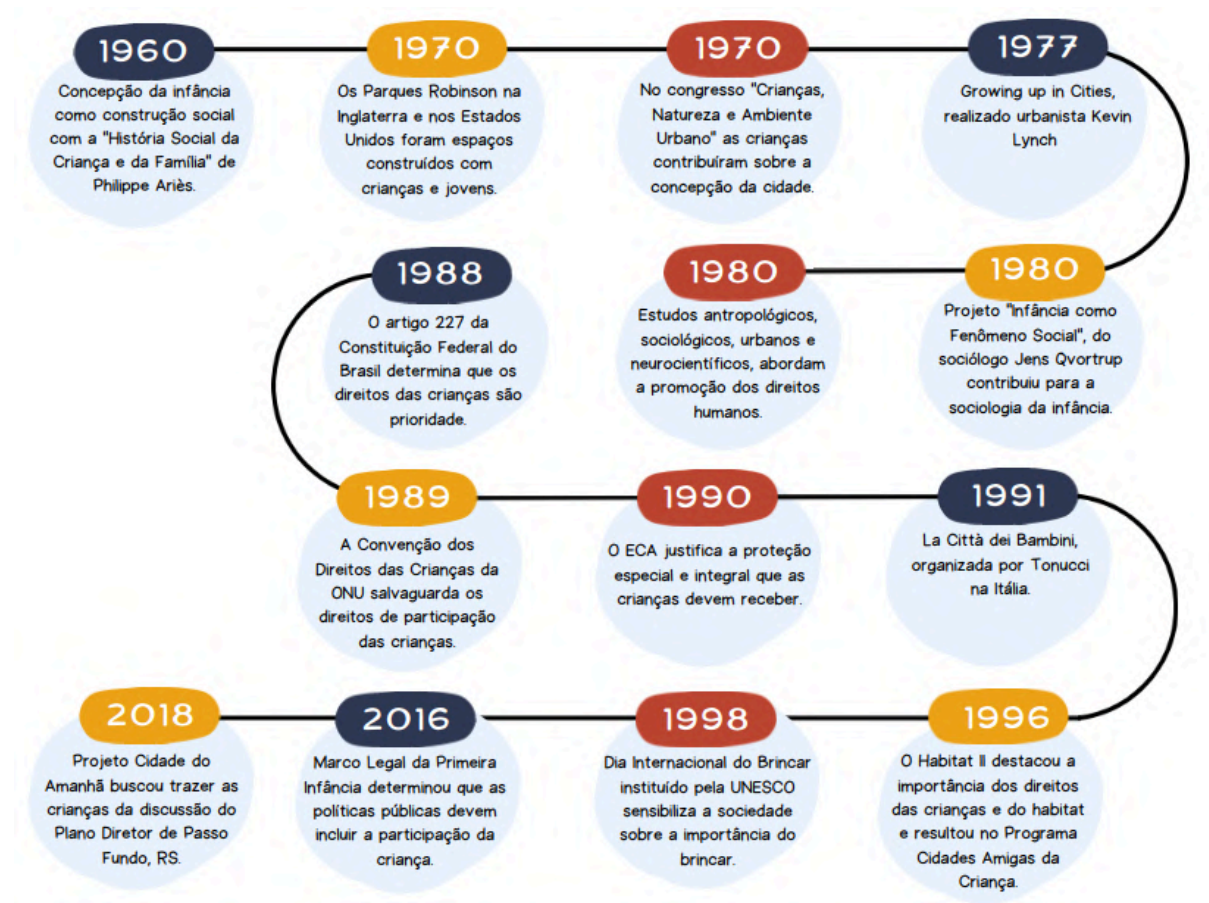 1960
Concepção da infância
como construção social
com a "História Social da
Criança e da Família" de
Philippe Ariès.
1970
Os Parques Robinson na
Inglaterra e nos Estados
Unidos foram espaços
construídos com
crianças e jovens.
1970
No congresso "Crianças,
Natureza e Ambiente
Urbano" as crianças
contribuíram sobre a
concepção da cidade.
1977
Growing up in Cities,
realizado urbanista Kevin
Lynch
1980
Projeto "Infância como
Fenômeno Social", do
sociólogo Jens Qvortrup
contribuiu para a
sociologia da infância.
1980
Estudos antropológicos,
sociológicos, urbanos e
neurocientíficos, abordam
a promoção dos direitos
humanos.
1988
O artigo 227 da
Constituição Federal do
Brasil determina que os
direitos das crianças são
prioridade.
1989
A Convenção dos
Direitos das Crianças da
ONU salvaguarda os
direitos de participação
das crianças.
1990
O ECA justifica a proteção
especial e integral que as
crianças devem receber.
1991
La Città dei Bambini,
organizada por Tonucci
na Itália.
1996
O Habitat II destacou a
importância dos direitos
das crianças e do habitat
e resultou no Programa
Cidades Amigas da
Criança.
1998
Dia Internacional do Brincar
instituído pela UNESCO
sensibiliza a sociedade
sobre a importância do
brincar.
2016
Marco Legal da Primeira
Infância determinou que as
políticas públicas devem
incluir a participação da
criança.
2018
Projeto Cidade do
Amanhã buscou trazer as
crianças da discussão do
Plano Diretor de Passo
Fundo, RS.